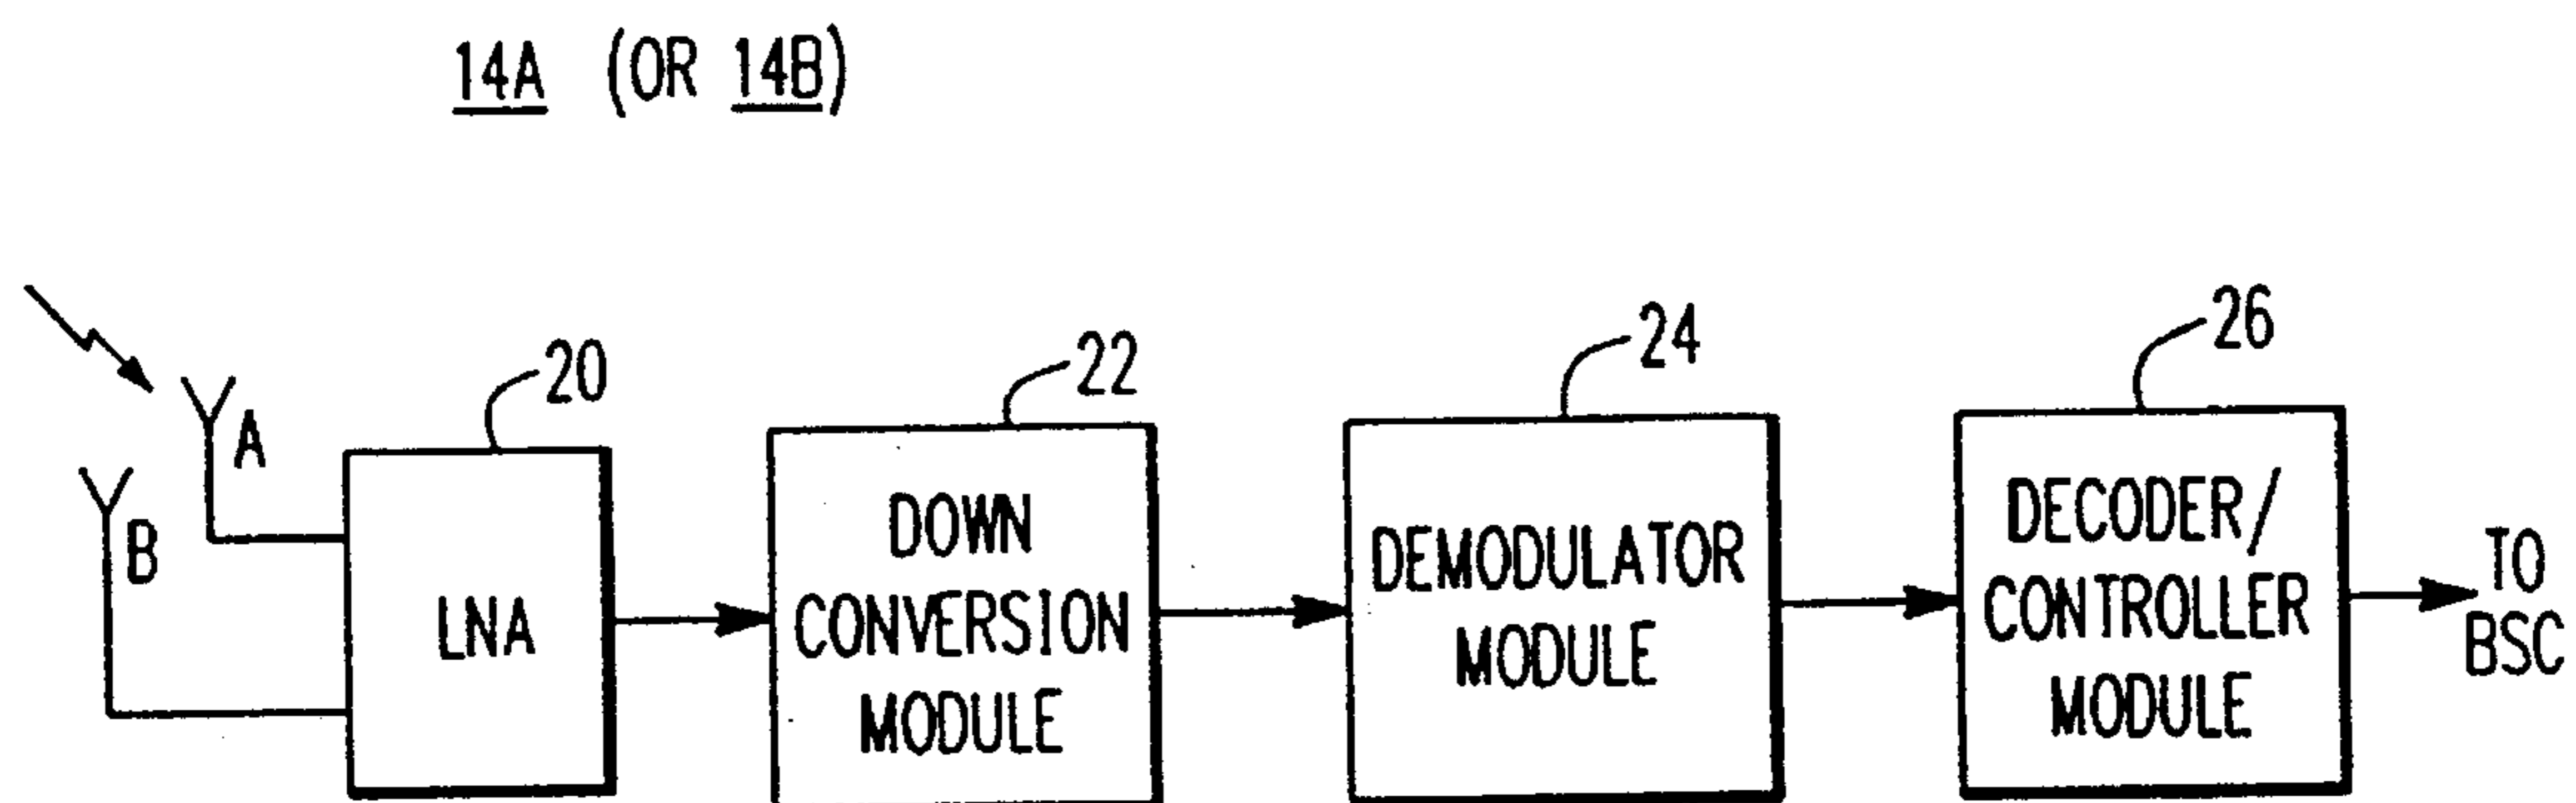 14A (OR 14B)
A
B
20
LNA
22
DOWN
CONVERSION
MODULE
24
DEMODULATOR
MODULE
26
DECODER/
CONTROLLER
MODULE
TO
BSC